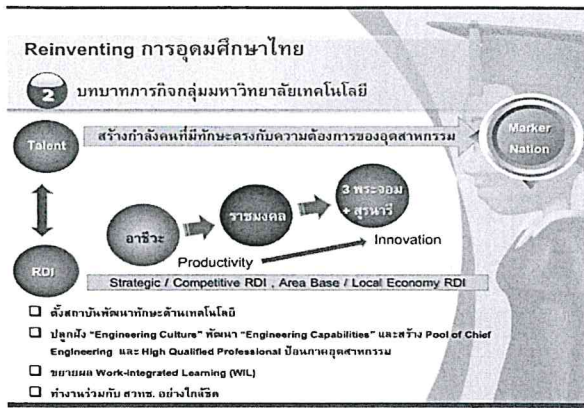 Reinventing การอุดมศึกษาไทย
2 บทบาทภารกิจกลุ่มมหาวิทยาลัยเทคโนโลยี
Talent
สร้างกำลังคนที่มีทักษะตรงกับความต้องการของอุตสาหกรรม
Marker
Nation
อาชีวะ
ราชมงคล
3 พระจอม
+ สุรนารี
RDI
Productivity
Innovation
Strategic / Competitive RDI , Area Base / Local Economy RDI
ตั้งสถาบันพัฒนาทักษะด้านเทคโนโลยี
ปลูกฝัง “Engineering Culture” พัฒนา “Engineering Capabilities” และสร้าง Pool of Chief
Engineering และ High Qualified Professional ป้อนภาคอุตสาหกรรม
ขยายผล Work-Integrated Learning (WIL)
ทำงานร่วมกับ สวทช. อย่างใกล้ชิด